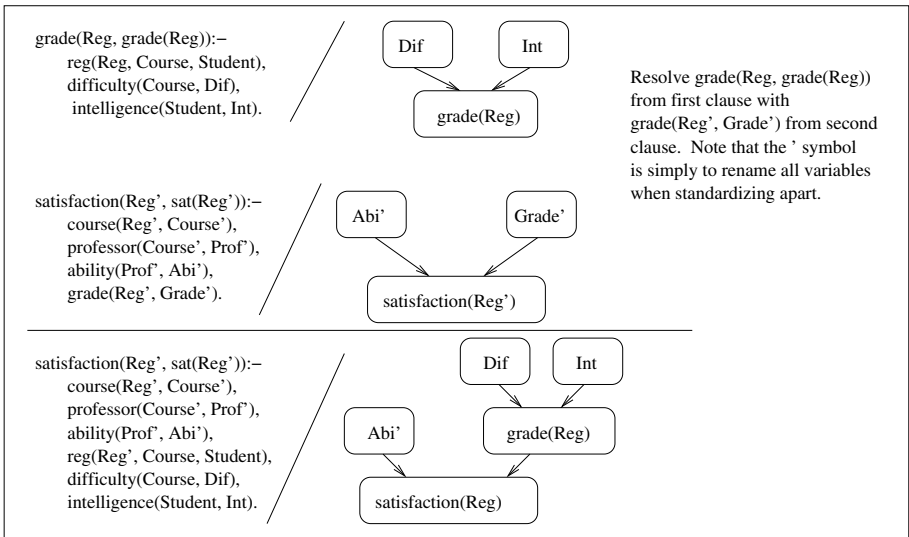 grade(Reg, grade(Reg)):–
reg(Reg, Course, Student),
difficulty(Course, Dif),
intelligence(Student, Int).
Dif
Int
grade(Reg)
Resolve grade(Reg, grade(Reg))
from first clause with
grade(Reg’, Grade’) from second
clause. Note that the ’ symbol
is simply to rename all variables
when standardizing apart.
satisfaction(Reg’, sat(Reg’)):–
course(Reg’, Course’),
professor(Course’, Prof’),
ability(Prof’, Abi’),
grade(Reg’, Grade’).
Abi’
Grade’
satisfaction(Reg’)
satisfaction(Reg’, sat(Reg’)):–
course(Reg’, Course’),
professor(Course’, Prof’),
ability(Prof’, Abi’),
reg(Reg’, Course, Student),
difficulty(Course, Dif),
intelligence(Student, Int).
Dif
Int
Abi’
grade(Reg)
satisfaction(Reg)